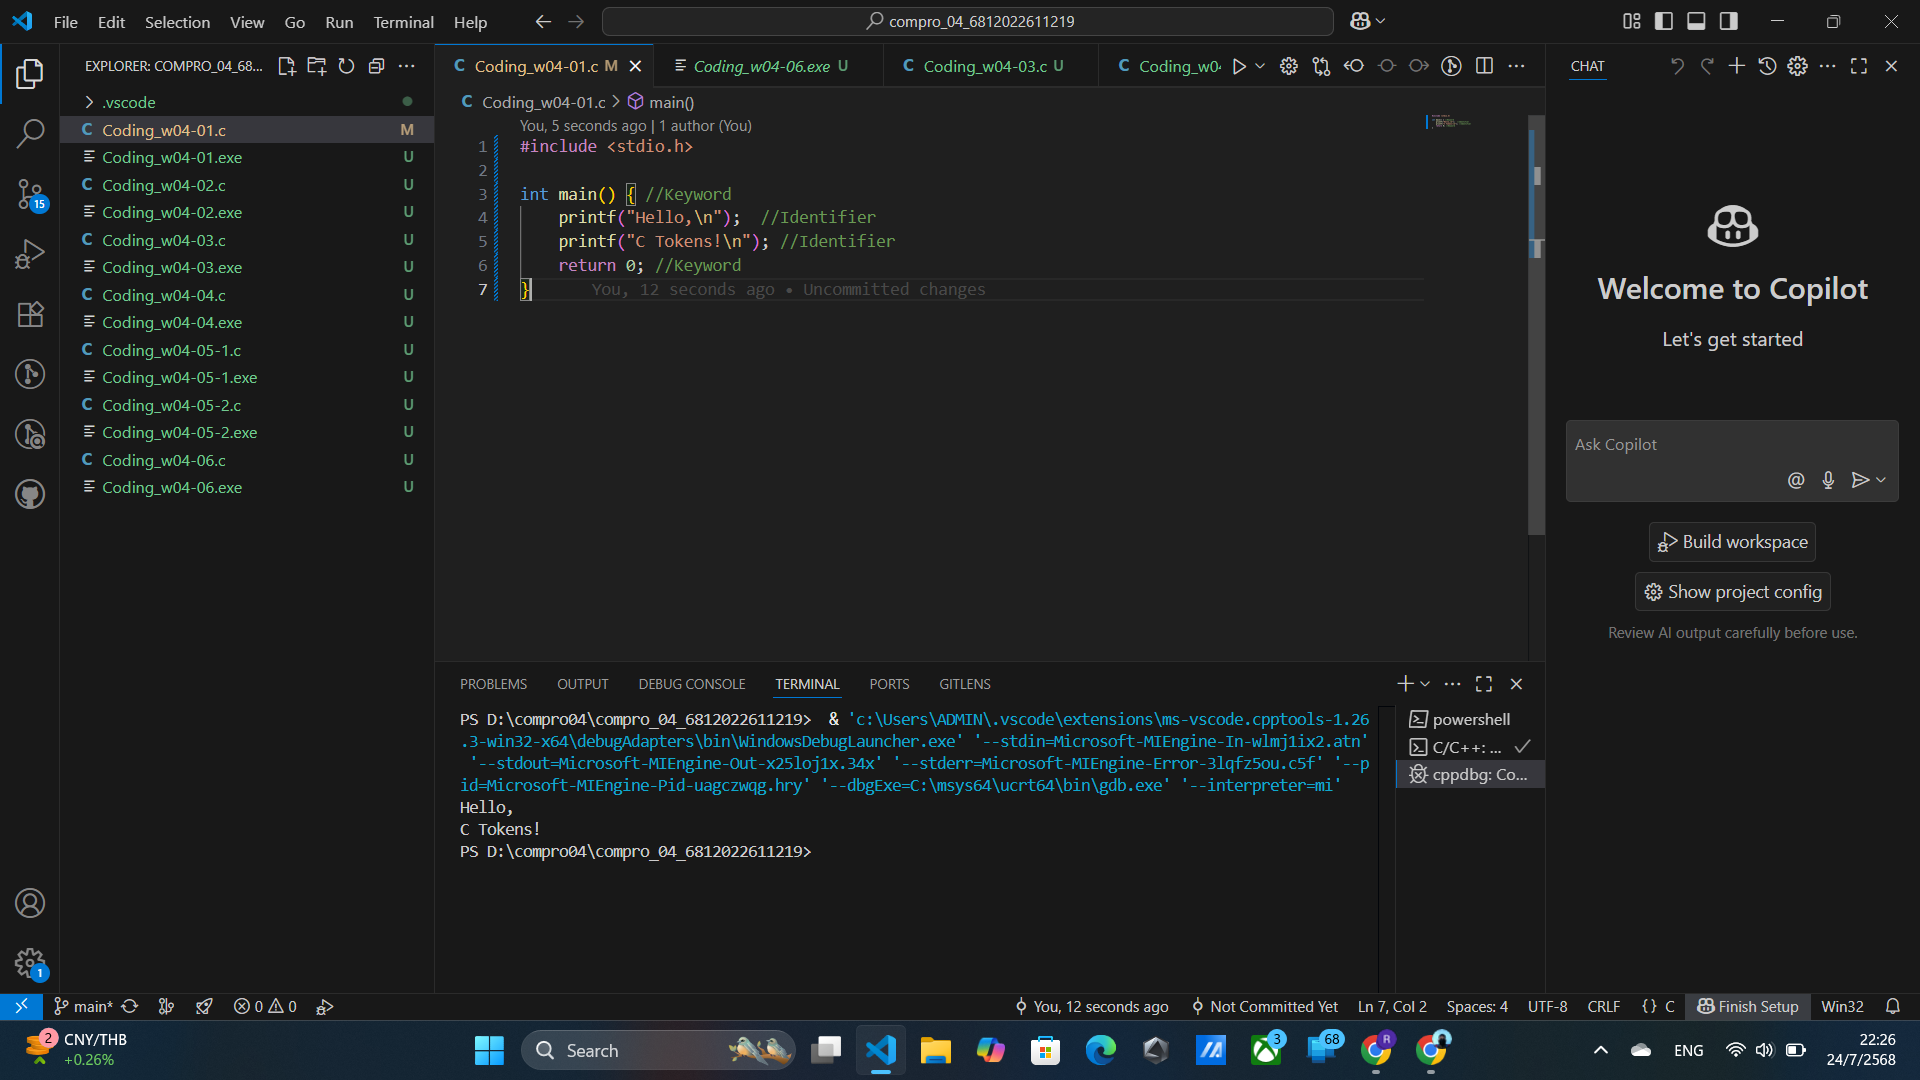 File Edit Selection View Go Run Terminal Help
compro_04_6812022611219
EXPLORER: COMPRO_04_68...
.vscode
Coding_w04-01.c M
Coding_w04-01.exe U
Coding_w04-02.c U
Coding_w04-02.exe U
Coding_w04-03.c U
Coding_w04-03.exe U
Coding_w04-04.c U
Coding_w04-04.exe U
Coding_w04-05-1.c U
Coding_w04-05-1.exe U
Coding_w04-05-2.c U
Coding_w04-05-2.exe U
Coding_w04-06.c U
Coding_w04-06.exe U
15
1
Coding_w04-01.c M Coding_w04-06.exe U Coding_w04-03.c U Coding_w04
Coding_w04-01.c > main()
You, 5 seconds ago | 1 author (You)
1 #include <stdio.h>
2
3 int main() { //Keyword
4     printf("Hello,\n");  //Identifier
5     printf("C Tokens!\n"); //Identifier
6     return 0; //Keyword
7 } You, 12 seconds ago • Uncommitted changes
PROBLEMS OUTPUT DEBUG CONSOLE TERMINAL PORTS GITLENS
PS D:\compro04\compro_04_6812022611219>  & 'c:\Users\ADMIN\.vscode\extensions\ms-vscode.cpptools-1.26
.3-win32-x64\debugAdapters\bin\WindowsDebugLauncher.exe' '--stdin=Microsoft-MIEngine-In-wlmj1ix2.atn'
 '--stdout=Microsoft-MIEngine-Out-x25loj1x.34x' '--stderr=Microsoft-MIEngine-Error-3lqfz5ou.c5f' '--p
id=Microsoft-MIEngine-Pid-uagczwqg.hry' '--dbgExe=C:\msys64\ucrt64\bin\gdb.exe' '--interpreter=mi'
Hello,
C Tokens!
PS D:\compro04\compro_04_6812022611219>
powershell
C/C++: ...
cppdbg: Co...
CHAT
Welcome to Copilot
Let's get started
Ask Copilot
Build workspace
Show project config
Review AI output carefully before use.
main* 0 0
You, 12 seconds ago Not Committed Yet Ln 7, Col 2 Spaces: 4 UTF-8 CRLF {} C Finish Setup Win32
2
CNY/THB
+0.26%
Search
3
68
R
ENG
22:26
24/7/2568